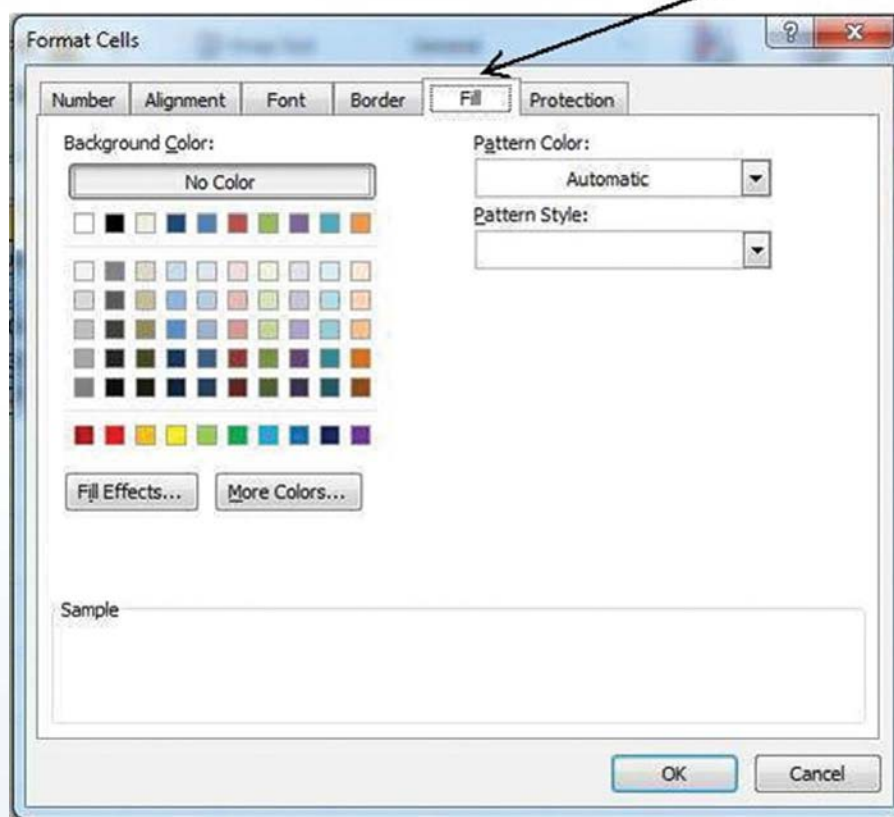 Format Cells
Number Alignment Font Border Fill Protection
Background Color:
No Color
Pattern Color:
Automatic
Pattern Style:
Fill Effects...
More Colors...
Sample
OK Cancel